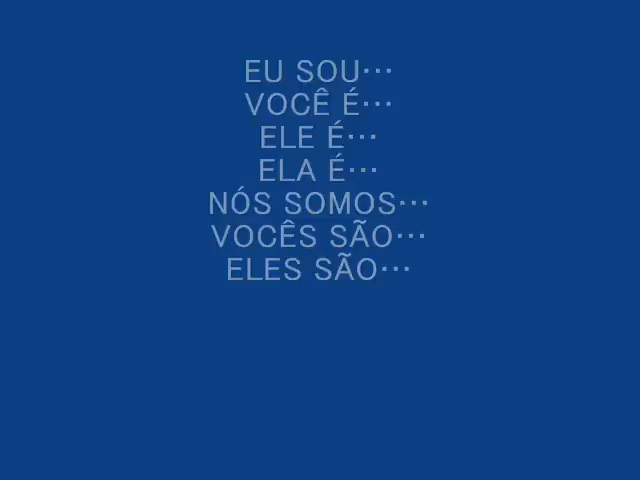 EU SOU⋯
VOCÊ É⋯
ELE É⋯
ELA É⋯
NÓS SOMOS⋯
VOCÊS SÃO⋯
ELES SÃO⋯